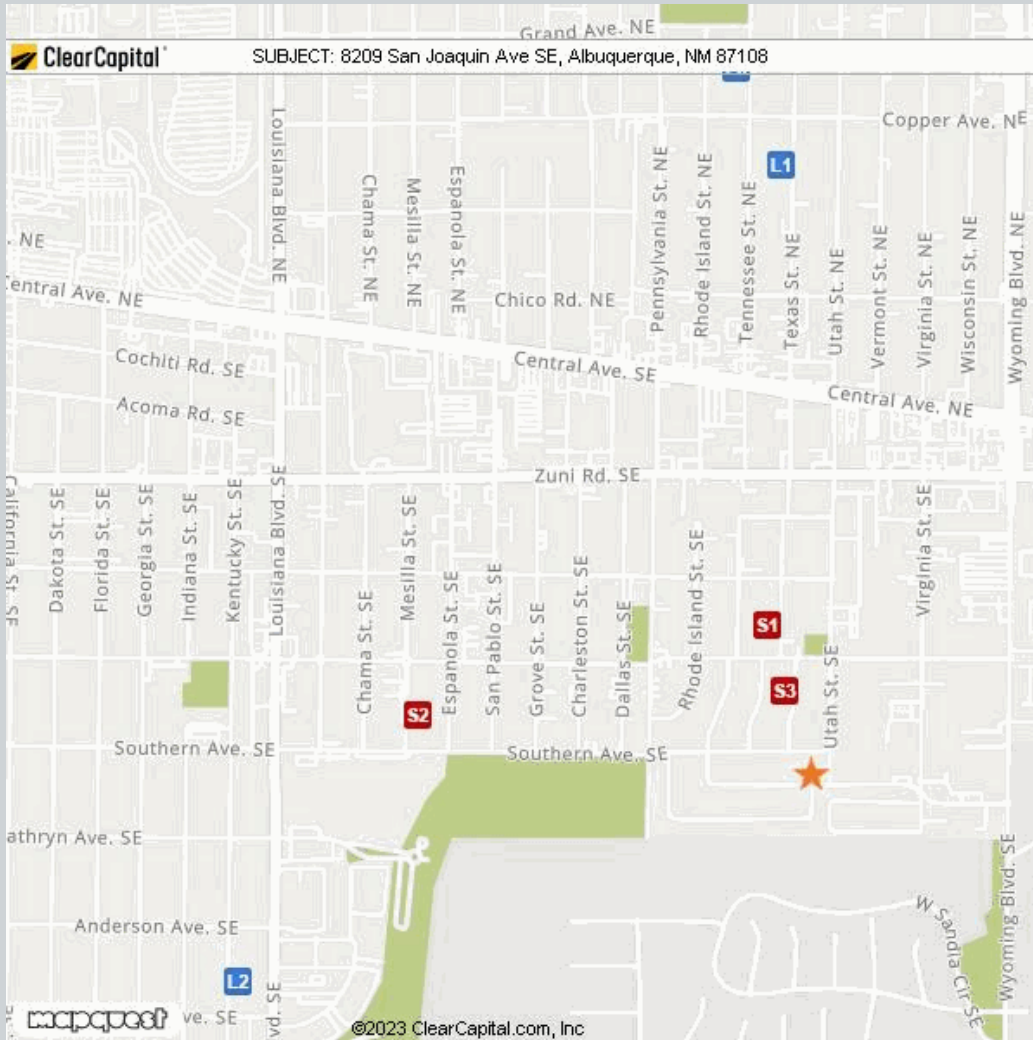 Grand Ave. NE
ClearCapital
SUBJECT: 8209 San Joaquin Ave SE, Albuquerque, NM 87108
Copper Ave. NE
L1
Louisiana Blvd. NE
Chama St. NE
Mesilla St. NE
Espanola St. NE
Pennsylvania St. NE
Rhode Island St. NE
Tennessee St. NE
Texas St. NE
Utah St. NE
Vermont St. NE
Virginia St. NE
Wisconsin St. NE
Wyoming Blvd. NE
. NE
Central Ave. NE
Chico Rd. NE
Cochiti Rd. SE
Central Ave. SE
Central Ave. NE
Acoma Rd. SE
Zuni Rd. SE
California St. SE
Dakota St. SE
Florida St. SE
Georgia St. SE
Indiana St. SE
Kentucky St. SE
Louisiana Blvd. SE
Chama St. SE
Mesilla St. SE
Espanola St. SE
San Pablo St. SE
Grove St. SE
Charleston St. SE
Dallas St. SE
Rhode Island St. SE
Virginia St. SE
S1
Utah St. SE
S3
S2
Southern Ave. SE
Southern Ave. SE
athryn Ave. SE
Anderson Ave. SE
W Sandia Cir SE
Wyoming Blvd. SE
L2
vd. SE
mapquest
ve. SE
©2023 ClearCapital.com, Inc